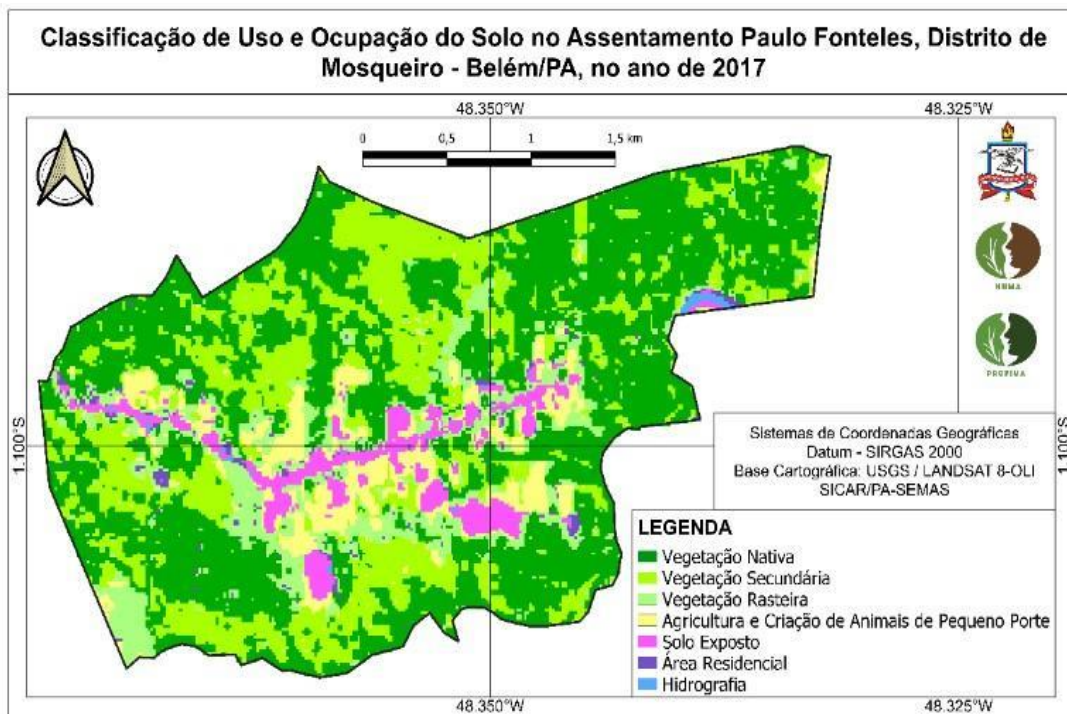 Classificação de Uso e Ocupação do Solo no Assentamento Paulo Fonteles, Distrito de
Mosqueiro - Belém/PA, no ano de 2017
48.350°W
48.325°W
0
0,5
1
1,5 km
NUMA
PROFIMA
1.100°S
1.100°S
Sistemas de Coordenadas Geográficas
Datum - SIRGAS 2000
Base Cartográfica: USGS / LANDSAT 8-OLI
SICAR/PA-SEMAS
LEGENDA
Vegetação Nativa
Vegetação Secundária
Vegetação Rasteira
Agricultura e Criação de Animais de Pequeno Porte
Solo Exposto
Área Residencial
Hidrografia
48.350°W
48.325°W